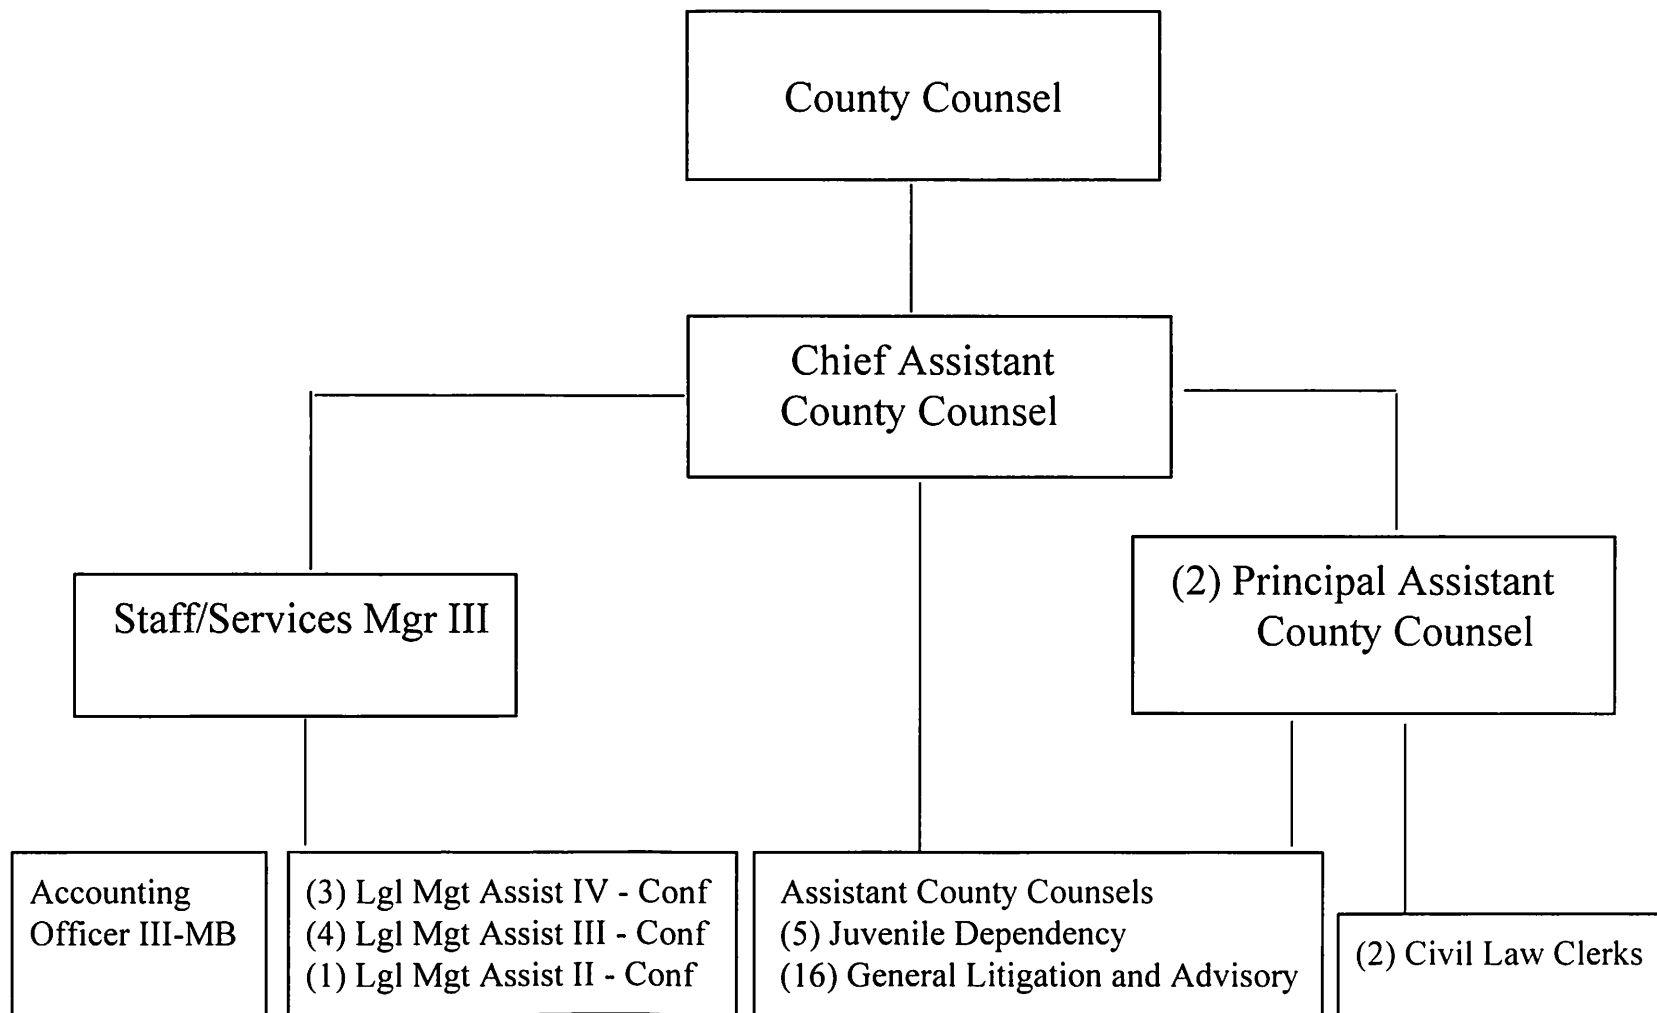 County Counsel
Chief Assistant
County Counsel
Staff/Services Mgr III
(2) Principal Assistant
County Counsel
Accounting
Officer III-MB
(3) Lgl Mgt Assist IV - Conf
(4) Lgl Mgt Assist III - Conf
(1) Lgl Mgt Assist II - Conf
Assistant County Counsels
(5) Juvenile Dependency
(16) General Litigation and Advisory
(2) Civil Law Clerks